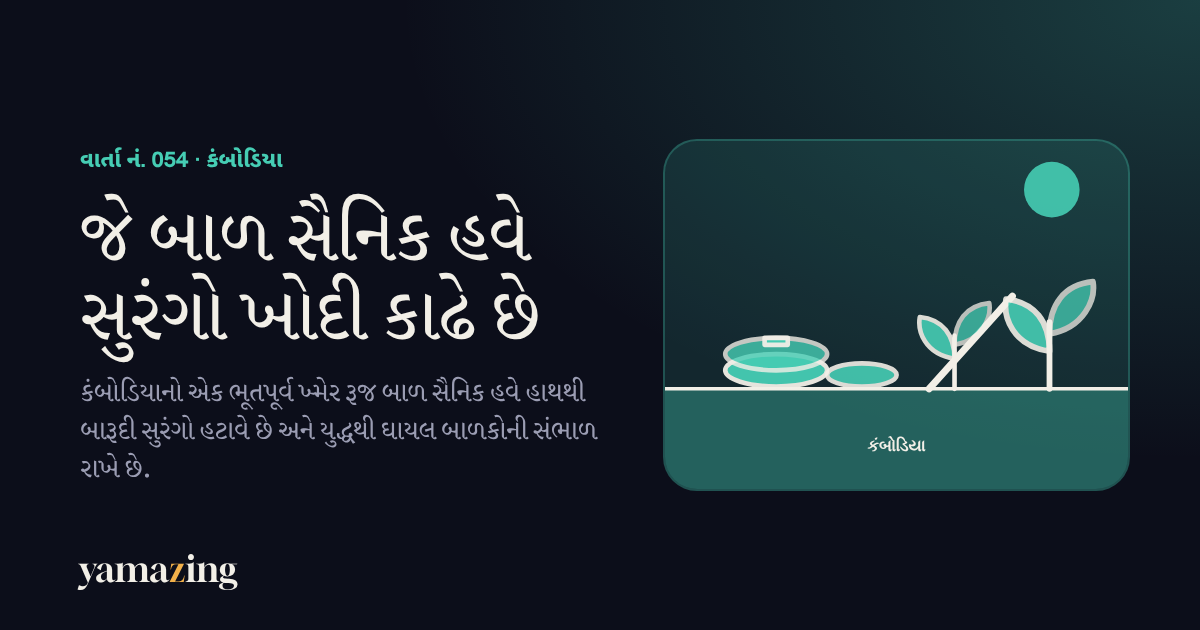 વાર્તા નં. 054 · કંબોડિયા
જે બાળ સૈનિક હવે
સુરંગો ખોદી કાઢે છે
કંબોડિયાનો એક ભૂતપૂર્વ ખ્મેર રૂજ બાળ સૈનિક હવે હાથથી
બારૂદી સુરંગો હટાવે છે અને યુદ્ધથી ઘાયલ બાળકોની સંભાળ
રાખે છે.
કંબોડિયા
yamazing